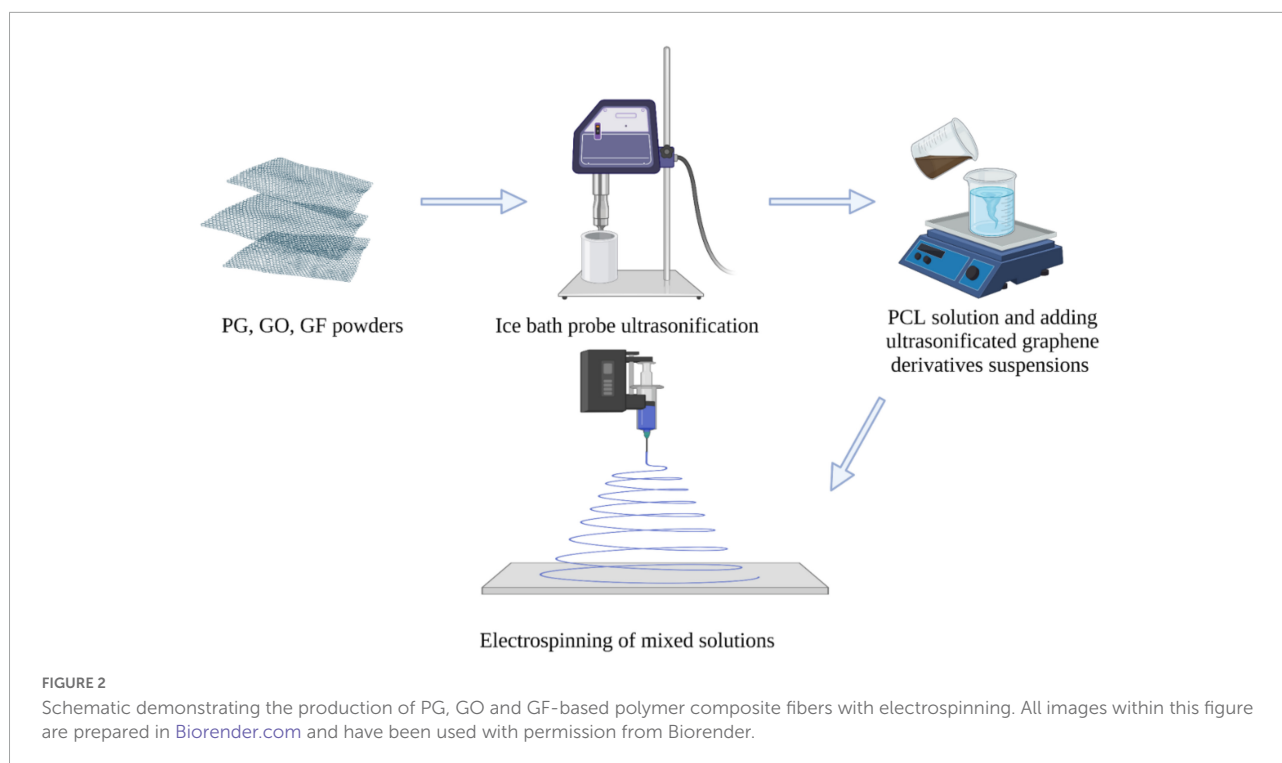 PG, GO, GF powders
Ice bath probe ultrasonification
PCL solution and adding
ultrasonificated graphene
derivatives suspensions
Electrospinning of mixed solutions
FIGURE 2
Schematic demonstrating the production of PG, GO and GF-based polymer composite fibers with electrospinning. All images within this figure
are prepared in Biorender.com and have been used with permission from Biorender.